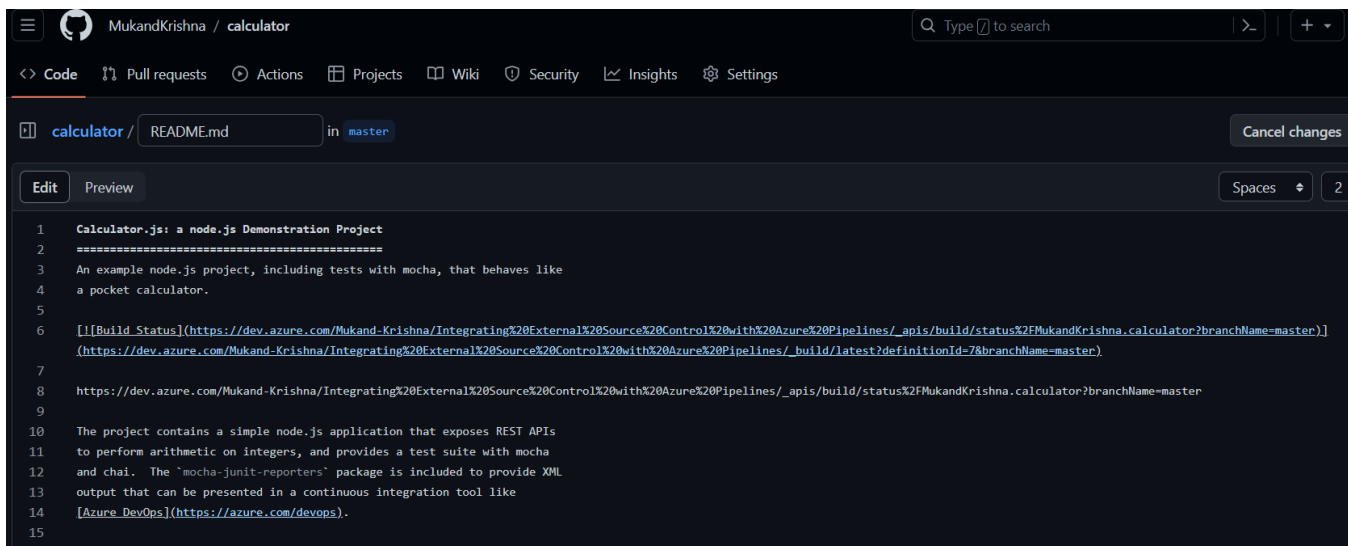 MukandKrishna / calculator
Type / to search
>_
+
<> Code Pull requests Actions Projects Wiki Security Insights Settings
calculator / README.md in master
Cancel changes
Edit Preview
Spaces 2
1 Calculator.js: a node.js Demonstration Project
2 ==============================================
3 An example node.js project, including tests with mocha, that behaves like
4 a pocket calculator.
5
6 [![Build Status](https://dev.azure.com/Mukand-Krishna/Integrating%20External%20Source%20Control%20with%20Azure%20Pipelines/_apis/build/status%2FMukandKrishna.calculator?branchName=master)]
(https://dev.azure.com/Mukand-Krishna/Integrating%20External%20Source%20Control%20with%20Azure%20Pipelines/_build/latest?definitionId=7&branchName=master)
7
8 https://dev.azure.com/Mukand-Krishna/Integrating%20External%20Source%20Control%20with%20Azure%20Pipelines/_apis/build/status%2FMukandKrishna.calculator?branchName=master
9
10 The project contains a simple node.js application that exposes REST APIs
11 to perform arithmetic on integers, and provides a test suite with mocha
12 and chai.  The `mocha-junit-reporters` package is included to provide XML
13 output that can be presented in a continuous integration tool like
14 [Azure DevOps](https://azure.com/devops).
15